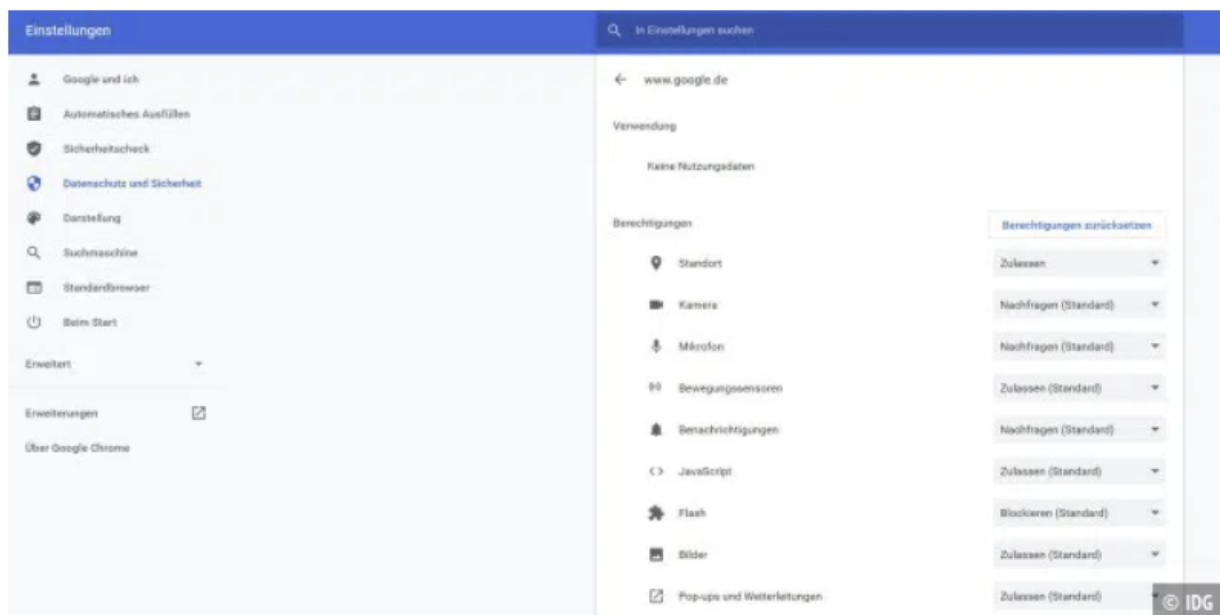 Einstellungen
In Einstellungen suchen
Google und ich
Automatisches Ausfüllen
Sicherheitscheck
Datenschutz und Sicherheit
Darstellung
Suchmaschine
Standardbrowser
Beim Start
Erweitert
Erweiterungen
Über Google Chrome
www.google.de
Verwendung
Keine Nutzungsdaten
Berechtigungen
Berechtigungen zurücksetzen
Standort Zulassen
Kamera Nachfragen (Standard)
Mikrofon Nachfragen (Standard)
Bewegungssensoren Zulassen (Standard)
Benachrichtigungen Nachfragen (Standard)
JavaScript Zulassen (Standard)
Flash Blockieren (Standard)
Bilder Zulassen (Standard)
Pop-ups und Weiterleitungen Zulassen (Standard)
© IDG